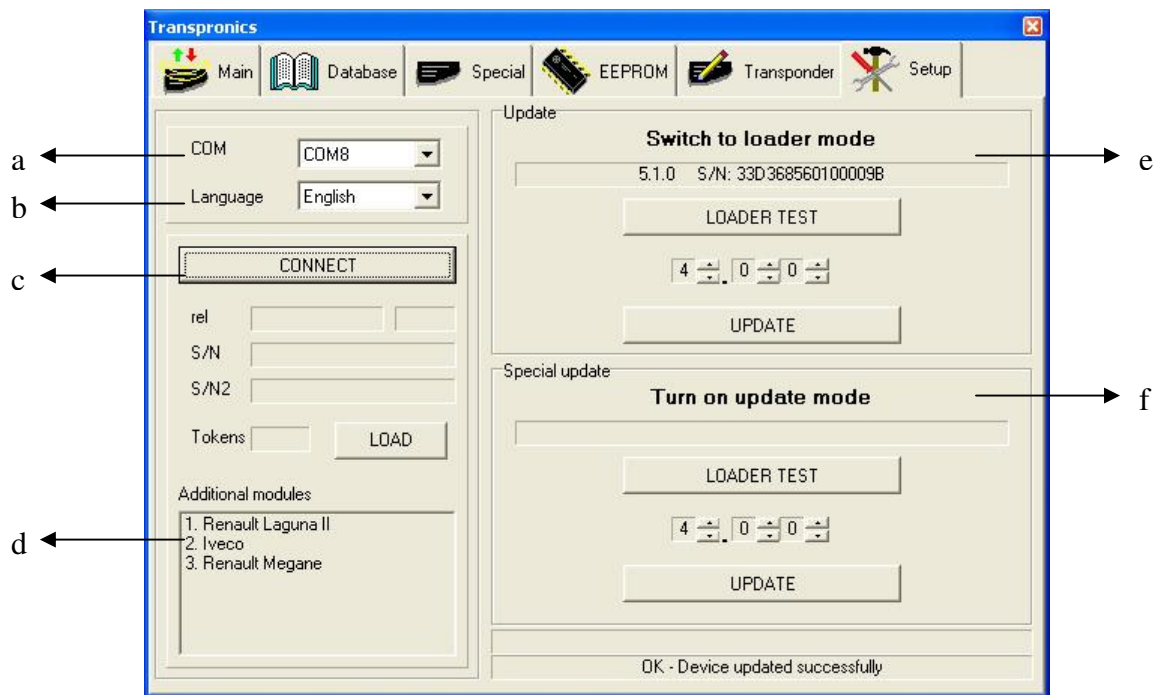 Transpronics
Main Database Special EEPROM Transponder Setup
a
COM COM8
b
Language English
c
CONNECT
rel
S/N
S/N2
Tokens LOAD
Additional modules
d
1. Renault Laguna II
2. Iveco
3. Renault Megane
Update
Switch to loader mode
e
5.1.0 S/N: 33D368560100009B
LOADER TEST
4 . 0 0
UPDATE
Special update
Turn on update mode
f
LOADER TEST
4 . 0 0
UPDATE
OK - Device updated successfully